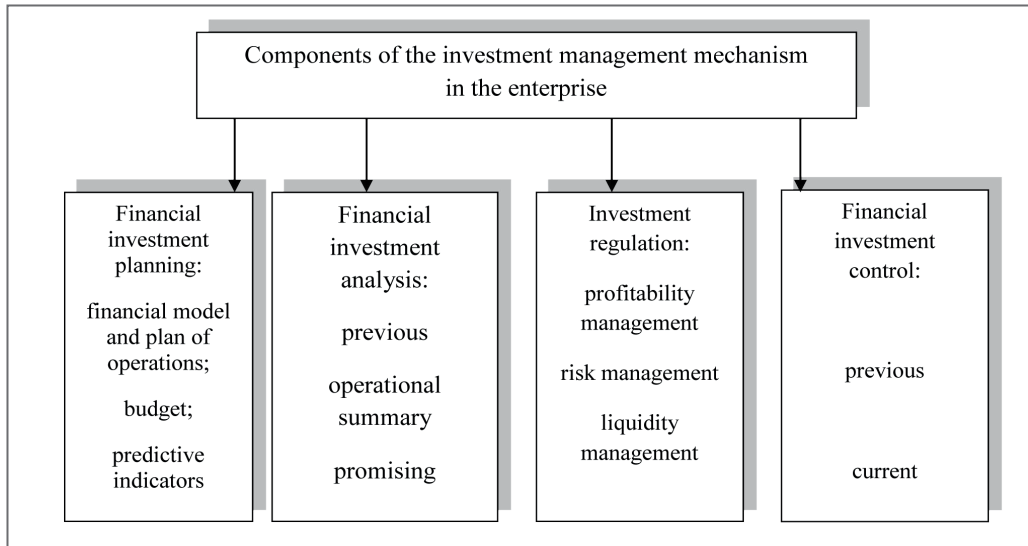 Components of the investment management mechanism
in the enterprise
Financial
investment
planning:
financial model
and plan of
operations;
budget;
predictive
indicators
Financial
investment
analysis:
previous
operational
summary
promising
Investment
regulation:
profitability
management
risk management
liquidity
management
Financial
investment
control:
previous
current